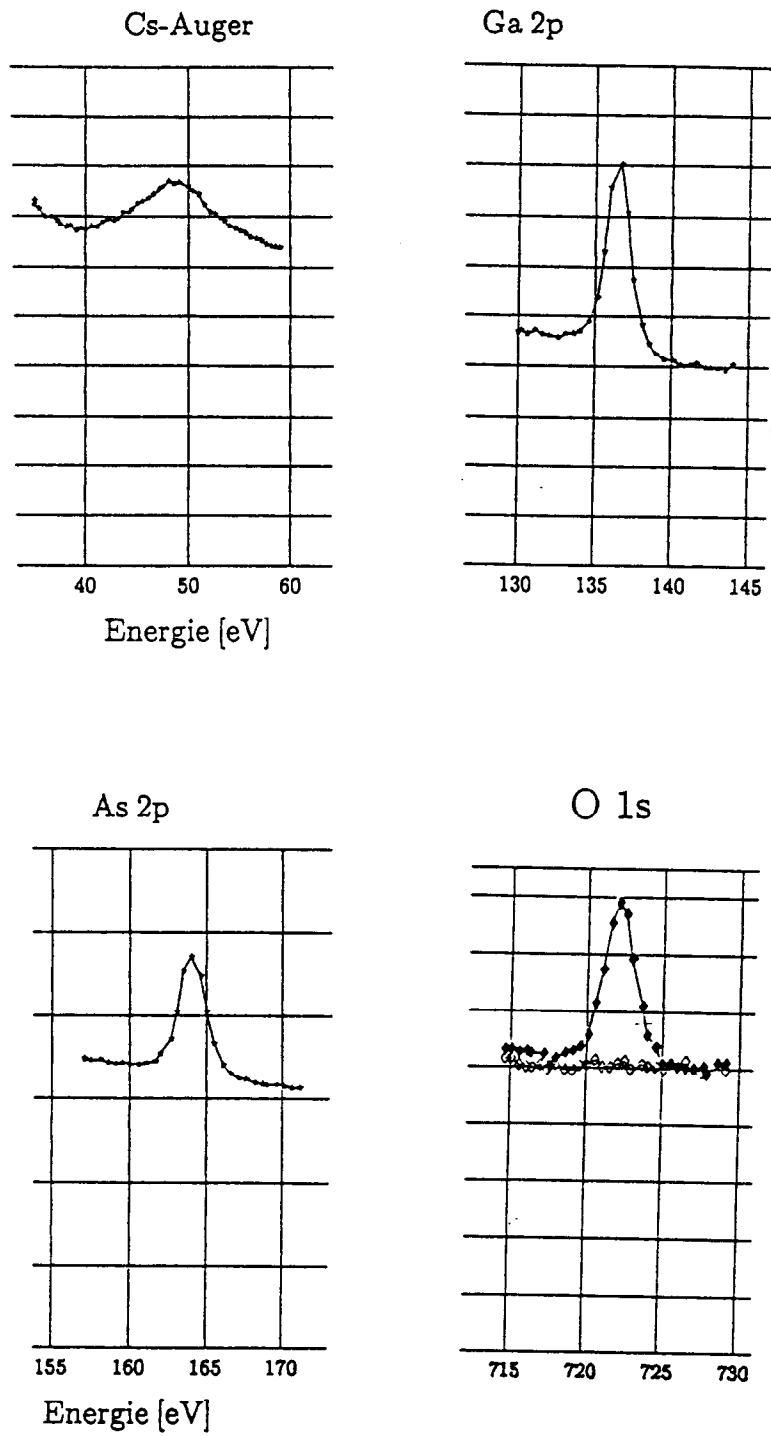 Cs-Auger
Ga 2p
40 50 60
130 135 140 145
Energie [eV]
As 2p
O 1s
155 160 165 170
715 720 725 730
Energie [eV]